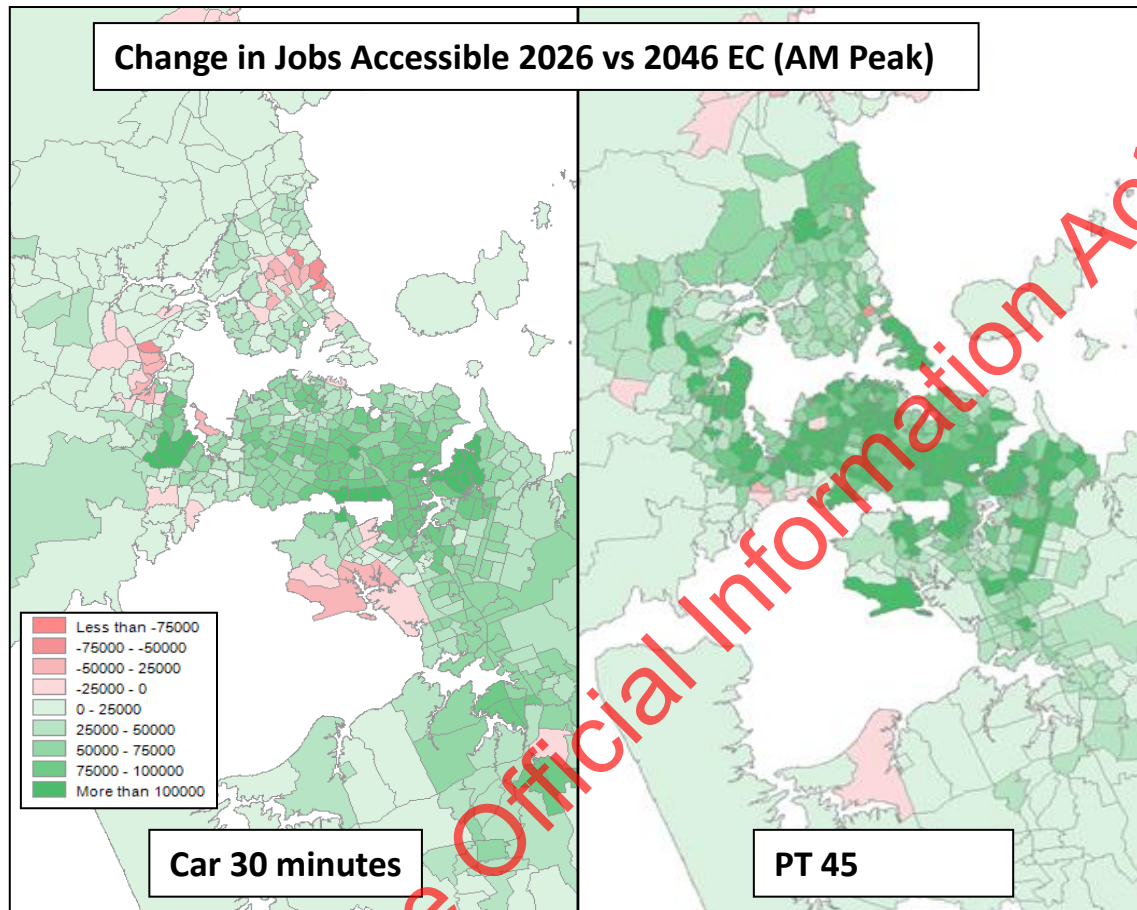 Change in Jobs Accessible 2026 vs 2046 EC (AM Peak)
Less than -75000
-75000 - -50000
-50000 - 25000
-25000 - 0
0 - 25000
25000 - 50000
50000 - 75000
75000 - 100000
More than 100000
Car 30 minutes
PT 45
Official Information